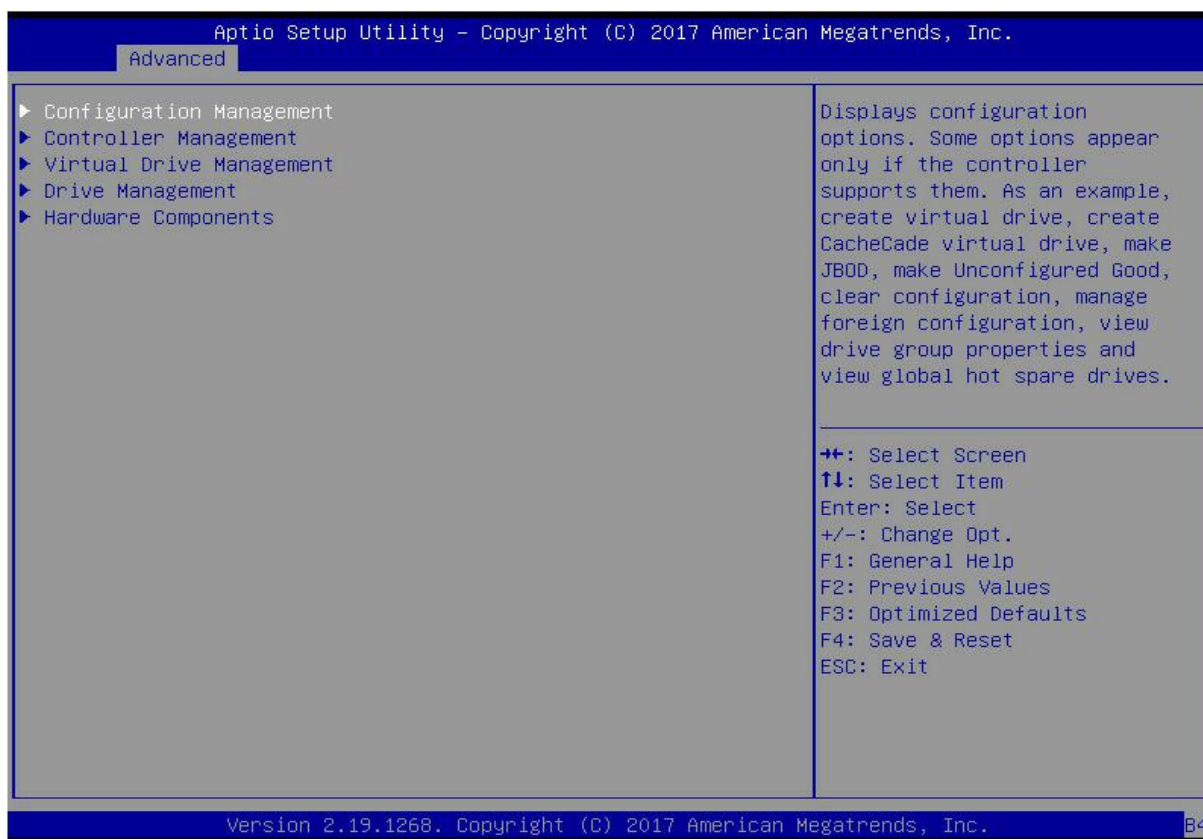 Aptio Setup Utility – Copyright (C) 2017 American Megatrends, Inc.
Advanced
▶ Configuration Management
▶ Controller Management
▶ Virtual Drive Management
▶ Drive Management
▶ Hardware Components
Displays configuration
options. Some options appear
only if the controller
supports them. As an example,
create virtual drive, create
CacheCade virtual drive, make
JBOD, make Unconfigured Good,
clear configuration, manage
foreign configuration, view
drive group properties and
view global hot spare drives.
→←: Select Screen
↑↓: Select Item
Enter: Select
+/-: Change Opt.
F1: General Help
F2: Previous Values
F3: Optimized Defaults
F4: Save & Reset
ESC: Exit
Version 2.19.1268. Copyright (C) 2017 American Megatrends, Inc.